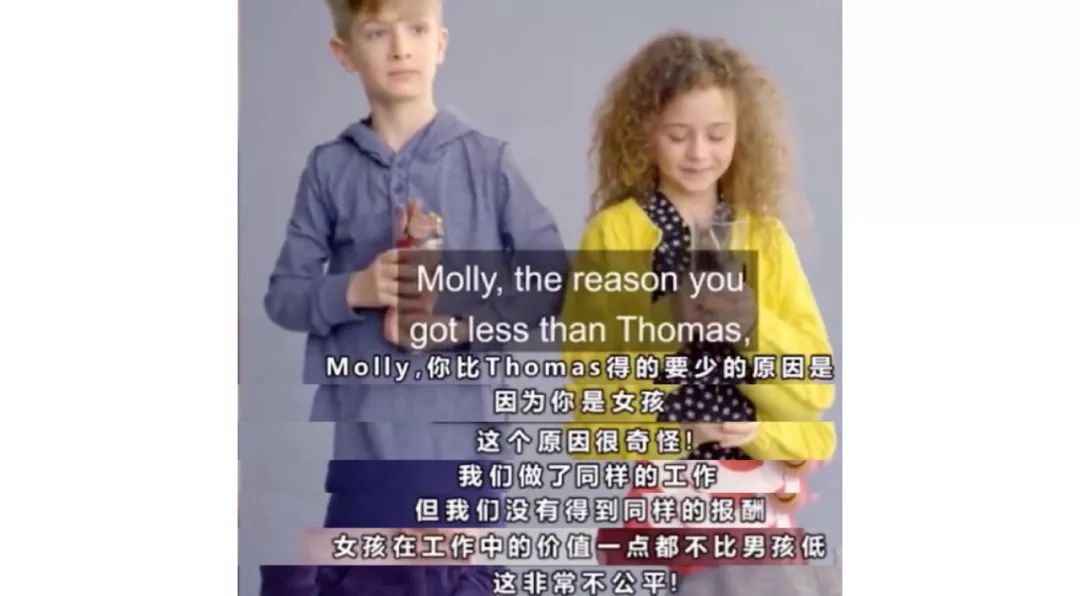 Molly, the reason you
got less than Thomas,
Molly,你比Thomas得的要少的原因是
因为你是女孩
这个原因很奇怪!
我们做了同样的工作
但我们没有得到同样的报酬
女孩在工作中的价值一点都不比男孩低
这非常不公平!